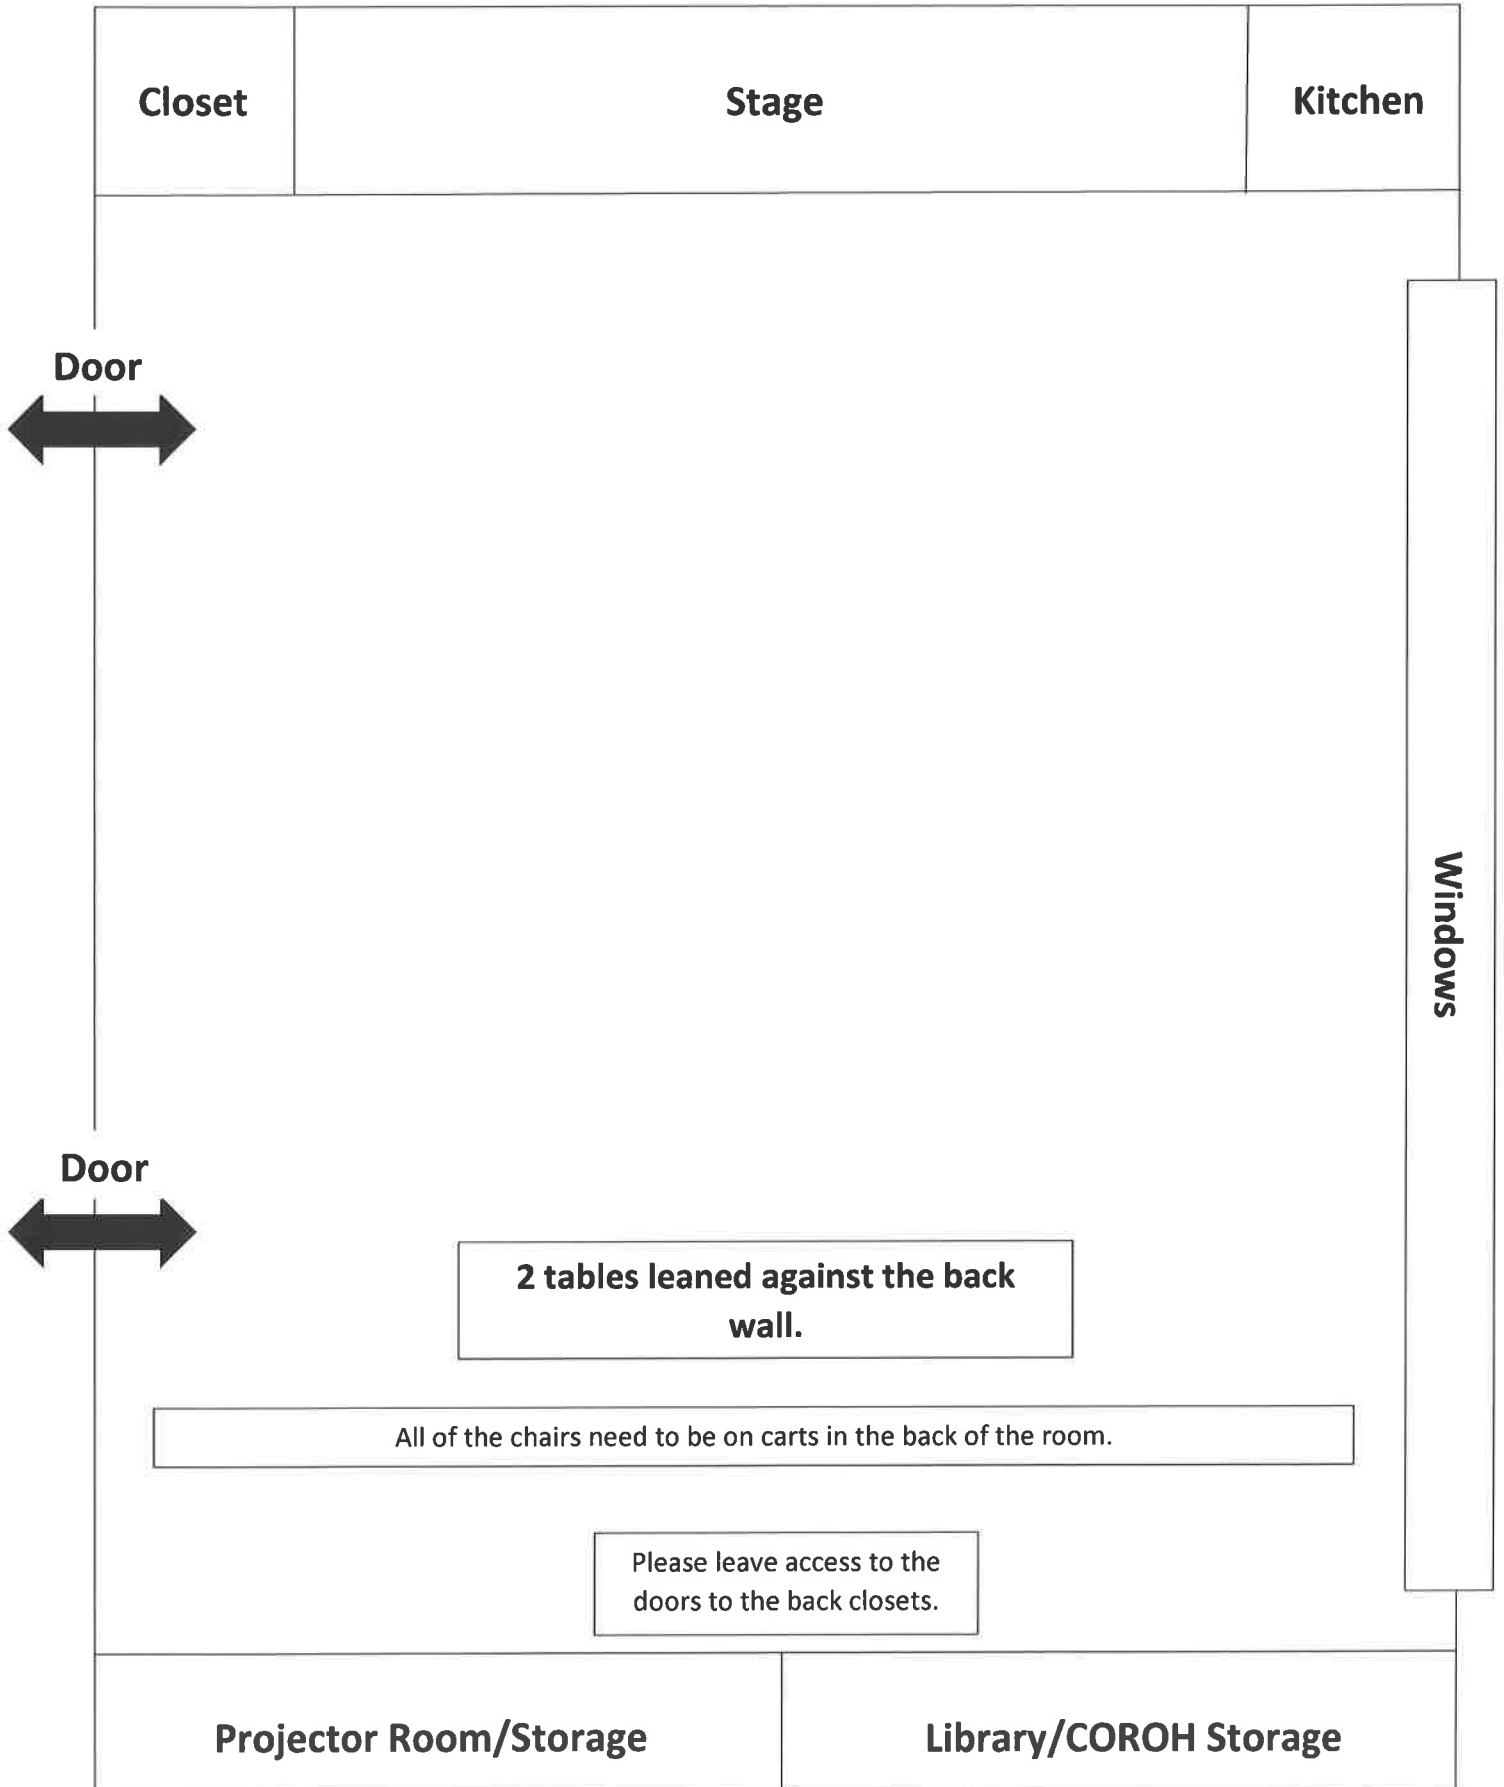 Closet
Stage
Kitchen
Door
Windows
Door
2 tables leaned against the back
wall.
All of the chairs need to be on carts in the back of the room.
Please leave access to the
doors to the back closets.
Projector Room/Storage
Library/COROH Storage